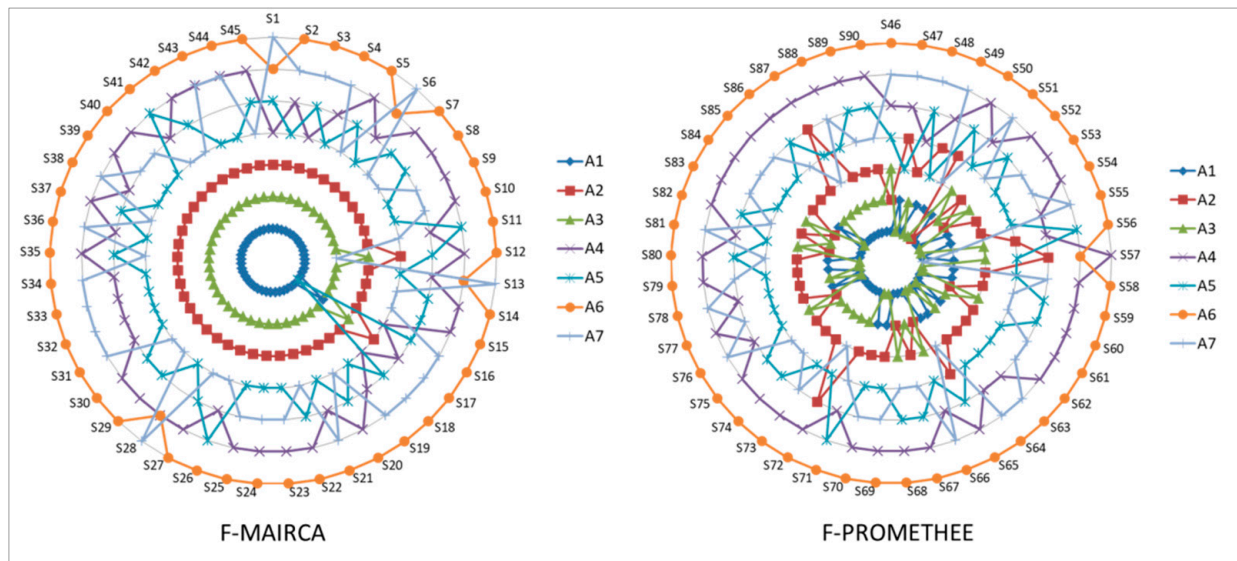 S1
S2
S3
S4
S5
S6
S7
S8
S9
S10
S11
S12
S13
S14
S15
S16
S17
S18
S19
S20
S21
S22
S23
S24
S25
S26
S27
S28
S29
S30
S31
S32
S33
S34
S35
S36
S37
S38
S39
S40
S41
S42
S43
S44
S45
A1
A2
A3
A4
A5
A6
A7
F-MAIRCA
S46
S47
S48
S49
S50
S51
S52
S53
S54
S55
S56
S57
S58
S59
S60
S61
S62
S63
S64
S65
S66
S67
S68
S69
S70
S71
S72
S73
S74
S75
S76
S77
S78
S79
S80
S81
S82
S83
S84
S85
S86
S87
S88
S89
S90
A1
A2
A3
A4
A5
A6
A7
F-PROMETHEE